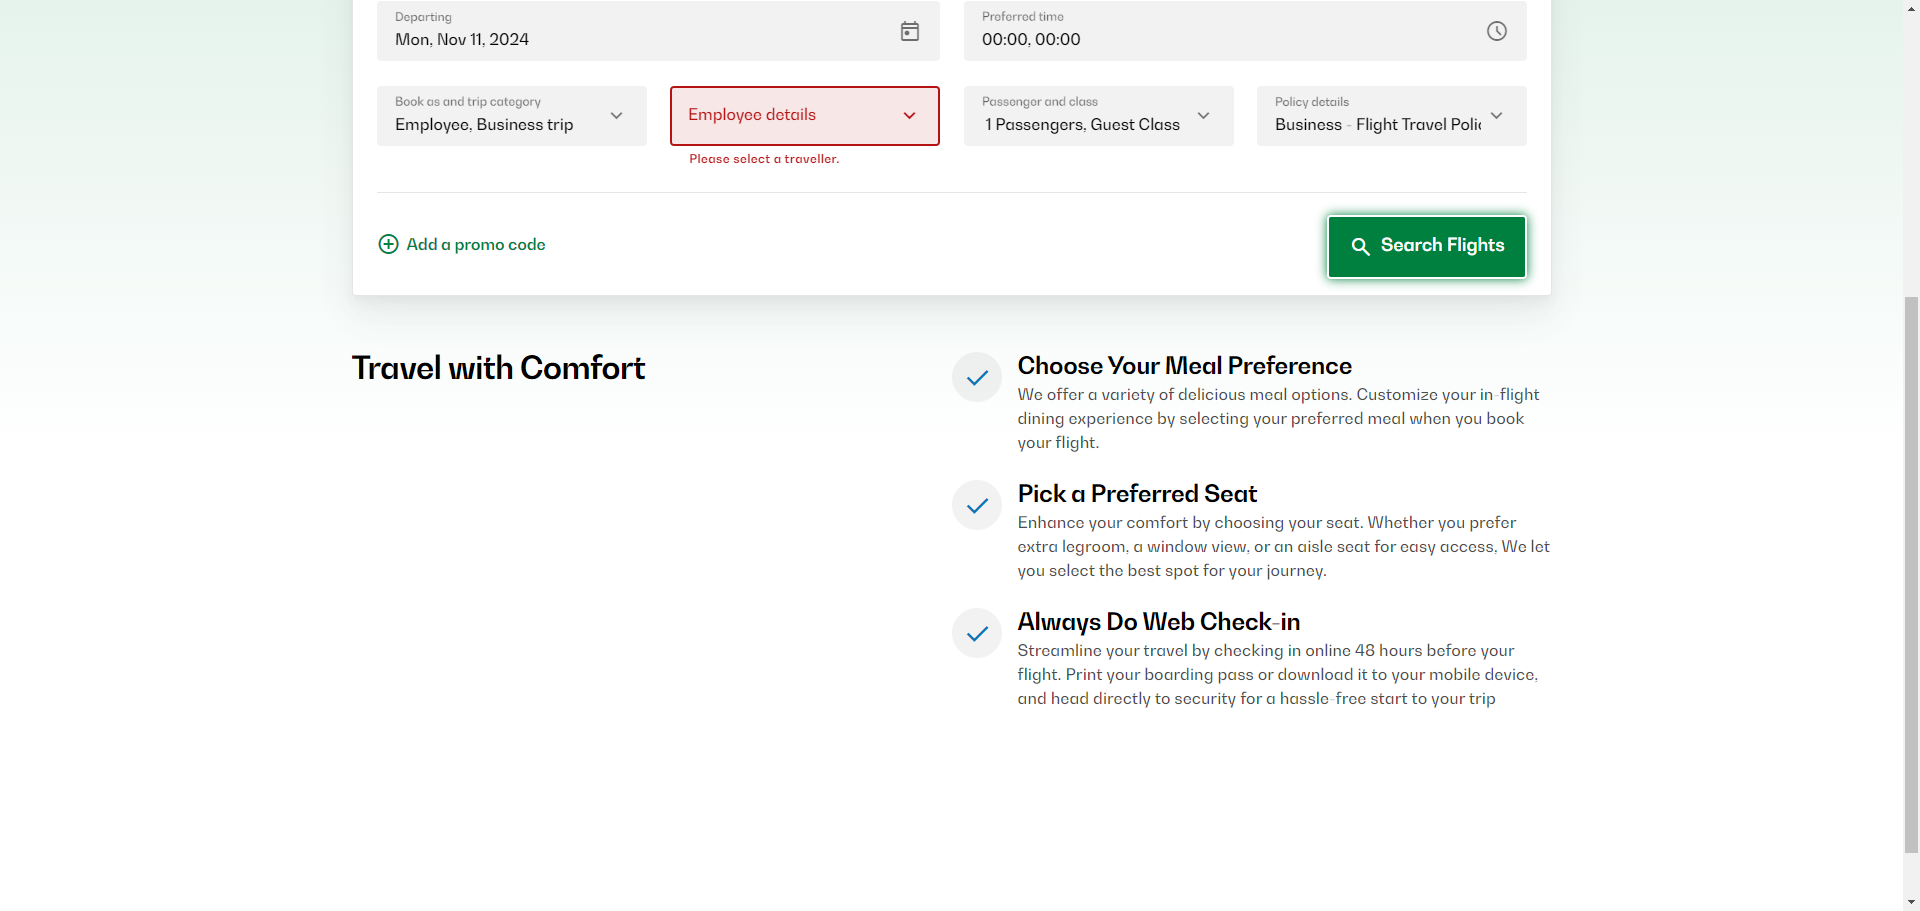 Departing
Mon, Nov 11, 2024
Preferred time
00:00, 00:00
Book as and trip category
Employee, Business trip
Employee details
Please select a traveller.
Passenger and class
1 Passengers, Guest Class
Policy details
Business - Flight Travel Polic
Add a promo code
Search Flights
Travel with Comfort
Choose Your Meal Preference
We offer a variety of delicious meal options. Customize your in-flight
dining experience by selecting your preferred meal when you book
your flight.
Pick a Preferred Seat
Enhance your comfort by choosing your seat. Whether you prefer
extra legroom, a window view, or an aisle seat for easy access, We let
you select the best spot for your journey.
Always Do Web Check-in
Streamline your travel by checking in online 48 hours before your
flight. Print your boarding pass or download it to your mobile device,
and head directly to security for a hassle-free start to your trip